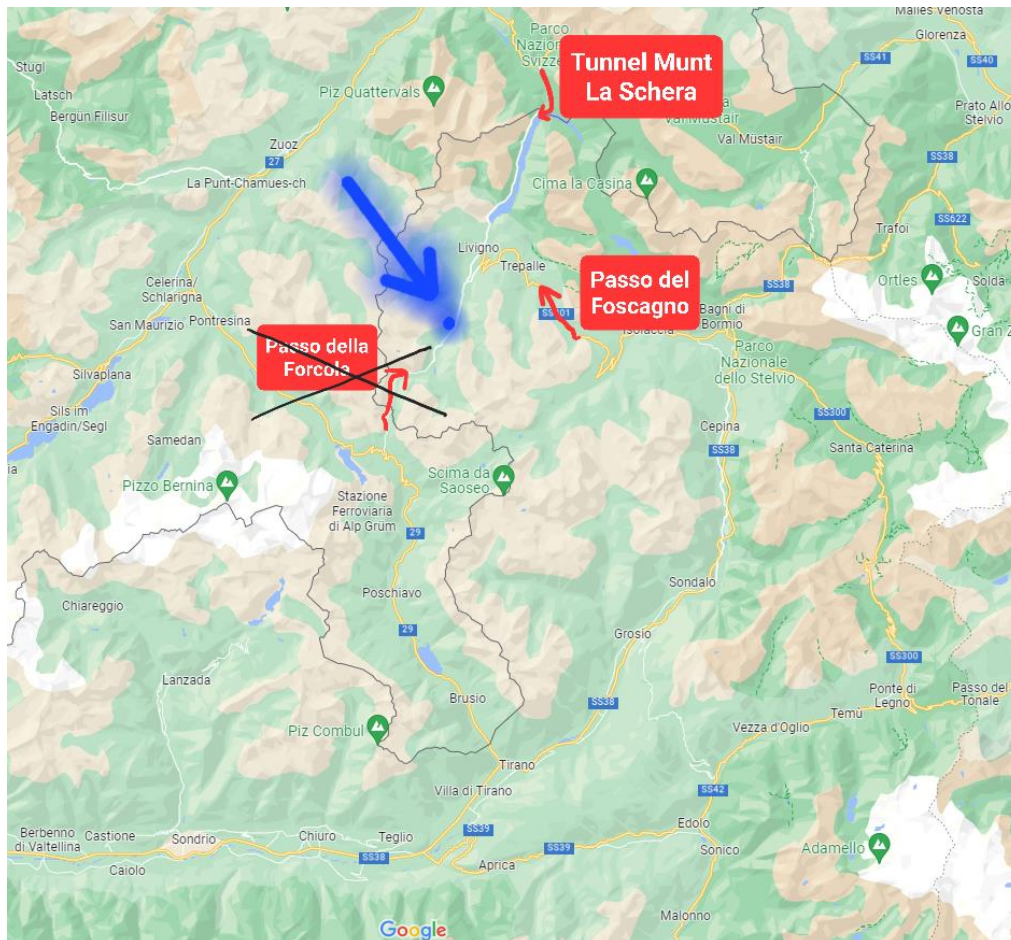 Malles Venosta
Parco
Nazionale
Svizzero
Glorenza
SS41
SS40
Tunnel Munt
La Schera
Stugl
Latsch
Bergün Filisur
Piz Quattervals
Val Müstair
Val Müstair
Prato Allo
Stelvio
Zuoz
27
SS38
La Punt-Chamues-ch
Cima la Casina
SS622
Trafoi
Livigno
Trepalle
SS38
Ortles
Solda
Celerina/
Schlarigna
Passo del
Foscagno
Bagni di
Bormio
San Maurizio
Pontresina
SS301
Isolaccia
Gran Z
Passo della
Forcola
Parco
Nazionale
dello Stelvio
Silvaplana
Sils im
Engadin/Segl
SS300
Cepina
Samedan
SS38
Santa Caterina
ia
Pizzo Bernina
Scima da
Saoseo
Stazione
Ferroviaria
di Alp Grüm
29
Sondalo
Poschiavo
Chiareggio
29
Grosio
SS300
Lanzada
Brusio
SS38
Ponte di
Legno
Passo del
Tonale
Temù
Piz Combul
Vezza d'Oglio
Tirano
Villa di Tirano
SS42
Berbenno
di Valtellina
Castione
Sondrio
Chiuro
Teglio
SS39
Edolo
Caiolo
SS38
Aprica
SS39
Sonico
Adamello
Malonno
Google